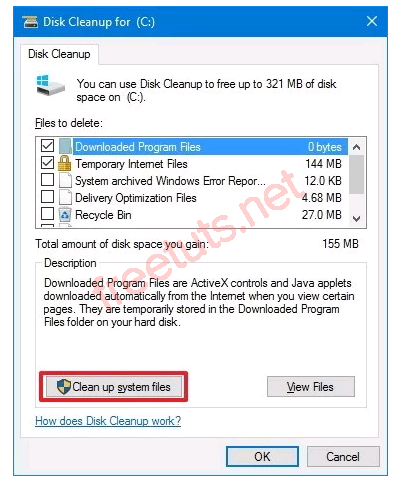 Disk Cleanup for (C:)
Disk Cleanup
You can use Disk Cleanup to free up to 321 MB of disk
space on (C:).
Files to delete:
Downloaded Program Files 0 bytes
Temporary Internet Files 144 MB
System archived Windows Error Repor... 12.0 KB
Delivery Optimization Files 4.68 MB
Recycle Bin 27.0 MB
Total amount of disk space you gain: 155 MB
Description
Downloaded Program Files are ActiveX controls and Java applets
downloaded automatically from the Internet when you view certain
pages. They are temporarily stored in the Downloaded Program
Files folder on your hard disk.
Clean up system files
View Files
How does Disk Cleanup work?
OK
Cancel
freetuts.net